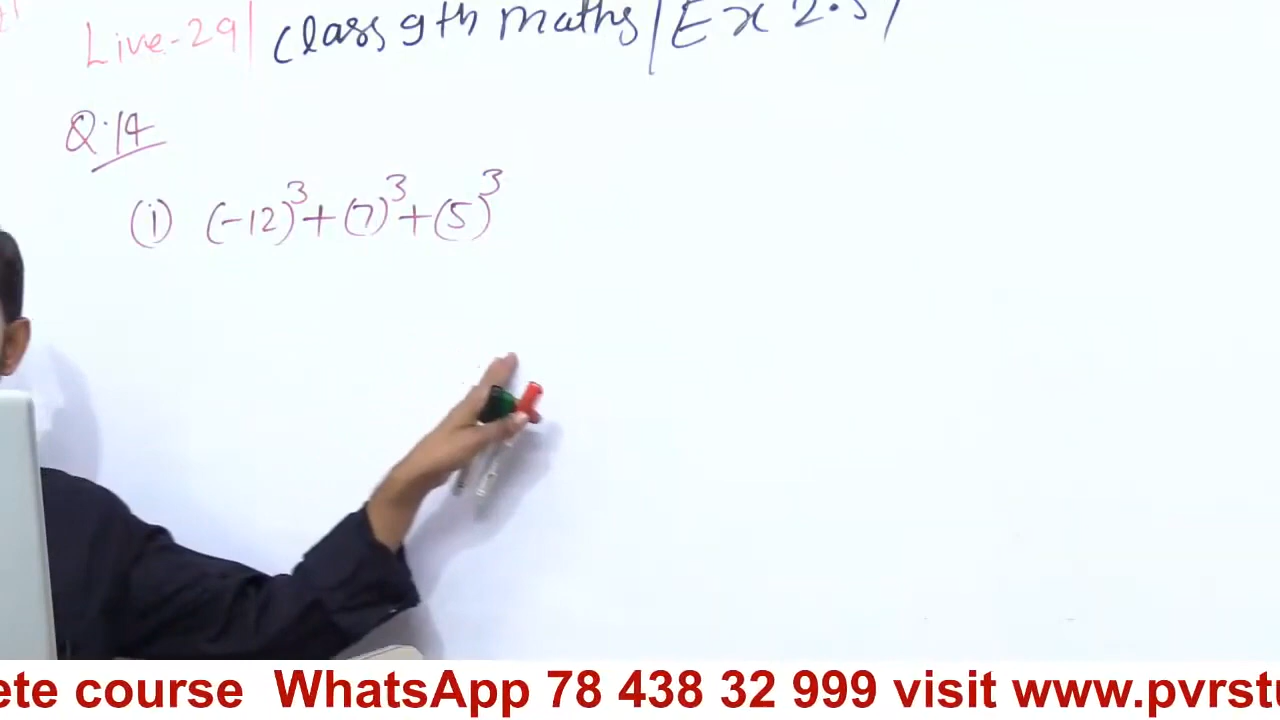 Live-29 | class 9th maths | Ex 2.5 |
Q.14
(i) (-12)³+(7)³+(5)³
ete course WhatsApp 78 438 32 999 visit www.pvrstu